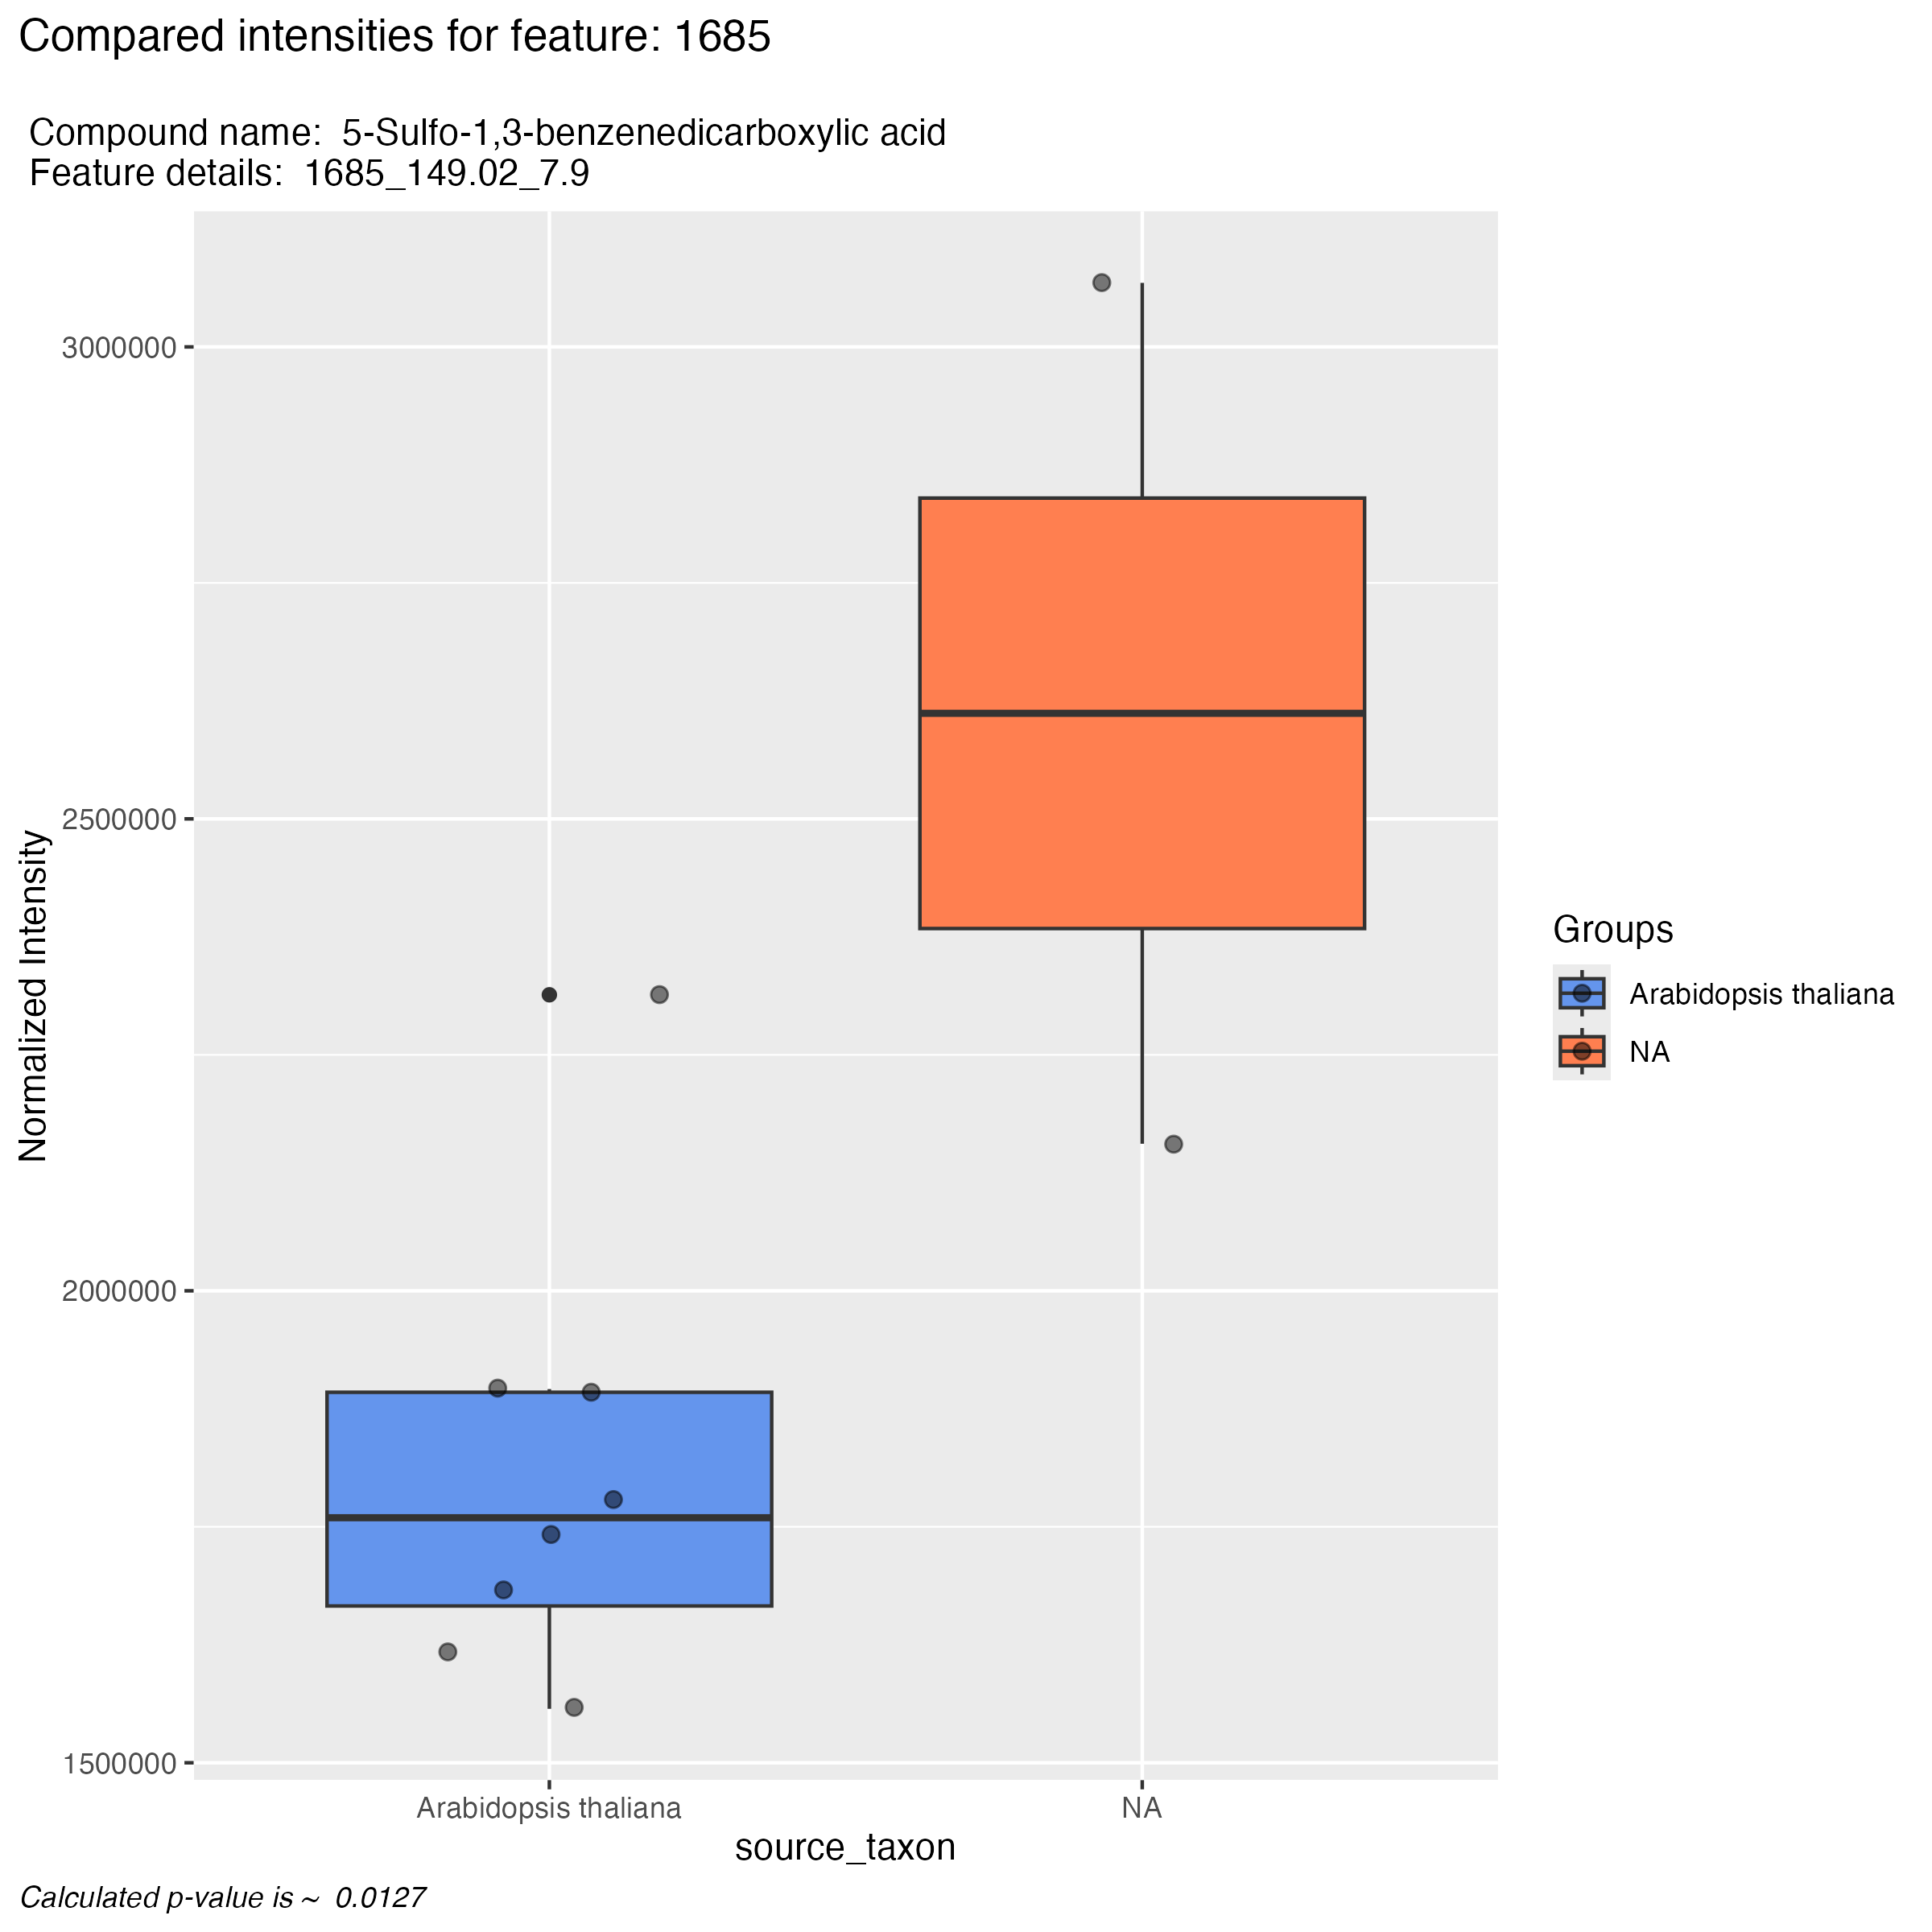 Compared intensities for feature: 1685
Compound name:  5-Sulfo-1,3-benzenedicarboxylic acid
Feature details:  1685_149.02_7.9
Normalized Intensity
3000000
2500000
2000000
1500000
Arabidopsis thaliana
NA
source_taxon
Groups
Arabidopsis thaliana
NA
Calculated p-value is ~  0.0127